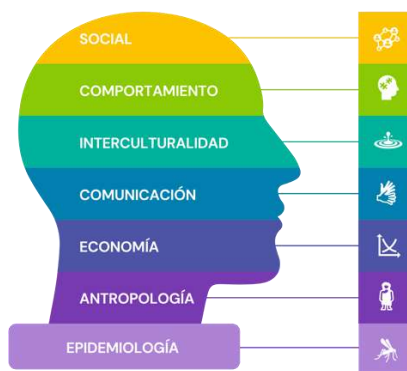 SOCIAL
COMPORTAMIENTO
INTERCULTURALIDAD
COMUNICACIÓN
ECONOMÍA
ANTROPOLOGÍA
EPIDEMIOLOGÍA